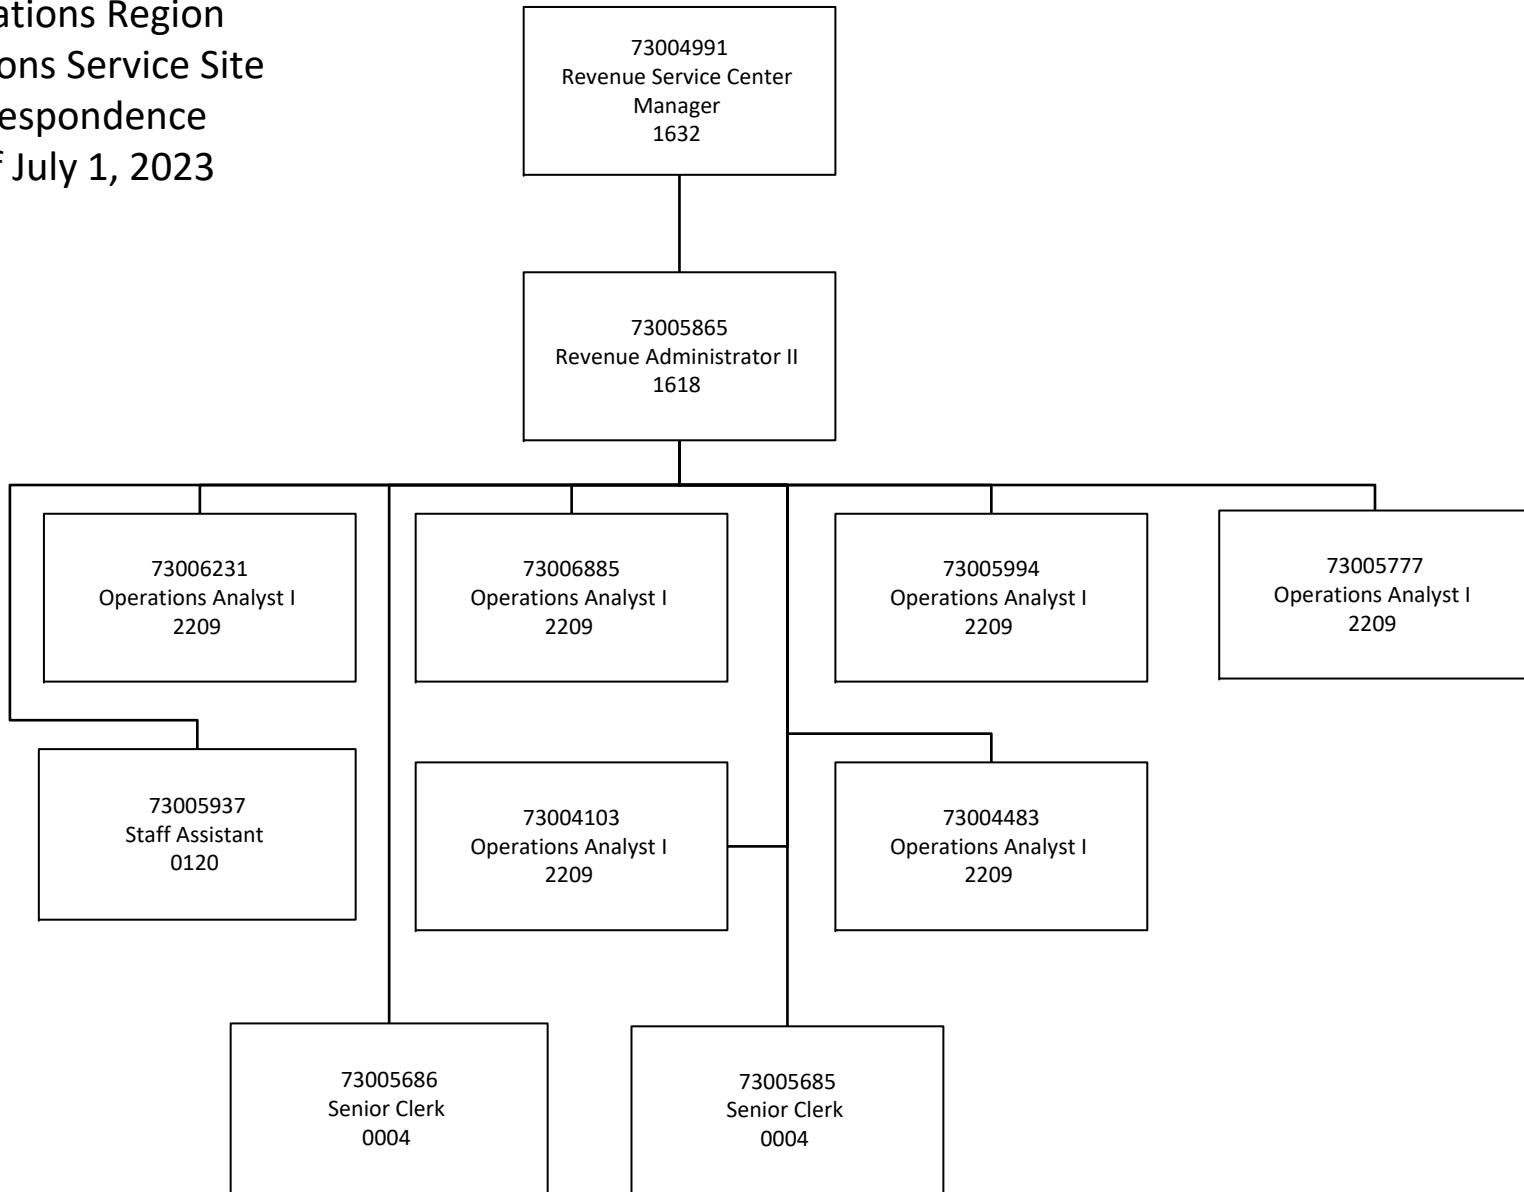 ations Region
ons Service Site
espondence
f July 1, 2023
73004991
Revenue Service Center
Manager
1632
73005865
Revenue Administrator II
1618
73006231
Operations Analyst I
2209
73006885
Operations Analyst I
2209
73005994
Operations Analyst I
2209
73005777
Operations Analyst I
2209
73005937
Staff Assistant
0120
73004103
Operations Analyst I
2209
73004483
Operations Analyst I
2209
73005686
Senior Clerk
0004
73005685
Senior Clerk
0004